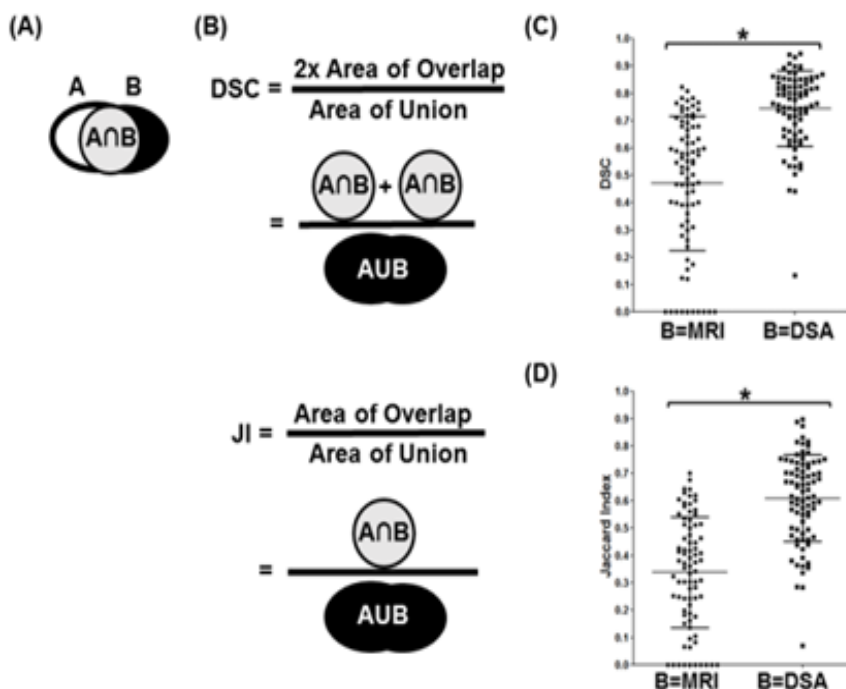 (A)
A B
A∩B
(B)
DSC = 2x Area of Overlap
Area of Union
= A∩B + A∩B
AUB
JI = Area of Overlap
Area of Union
= A∩B
AUB
(C)
*
DSC
1.0
0.9
0.8
0.7
0.6
0.5
0.4
0.3
0.2
0.1
0.0
B=MRI B=DSA
(D)
*
Jaccard Index
1.0
0.9
0.8
0.7
0.6
0.5
0.4
0.3
0.2
0.1
0.0
B=MRI B=DSA